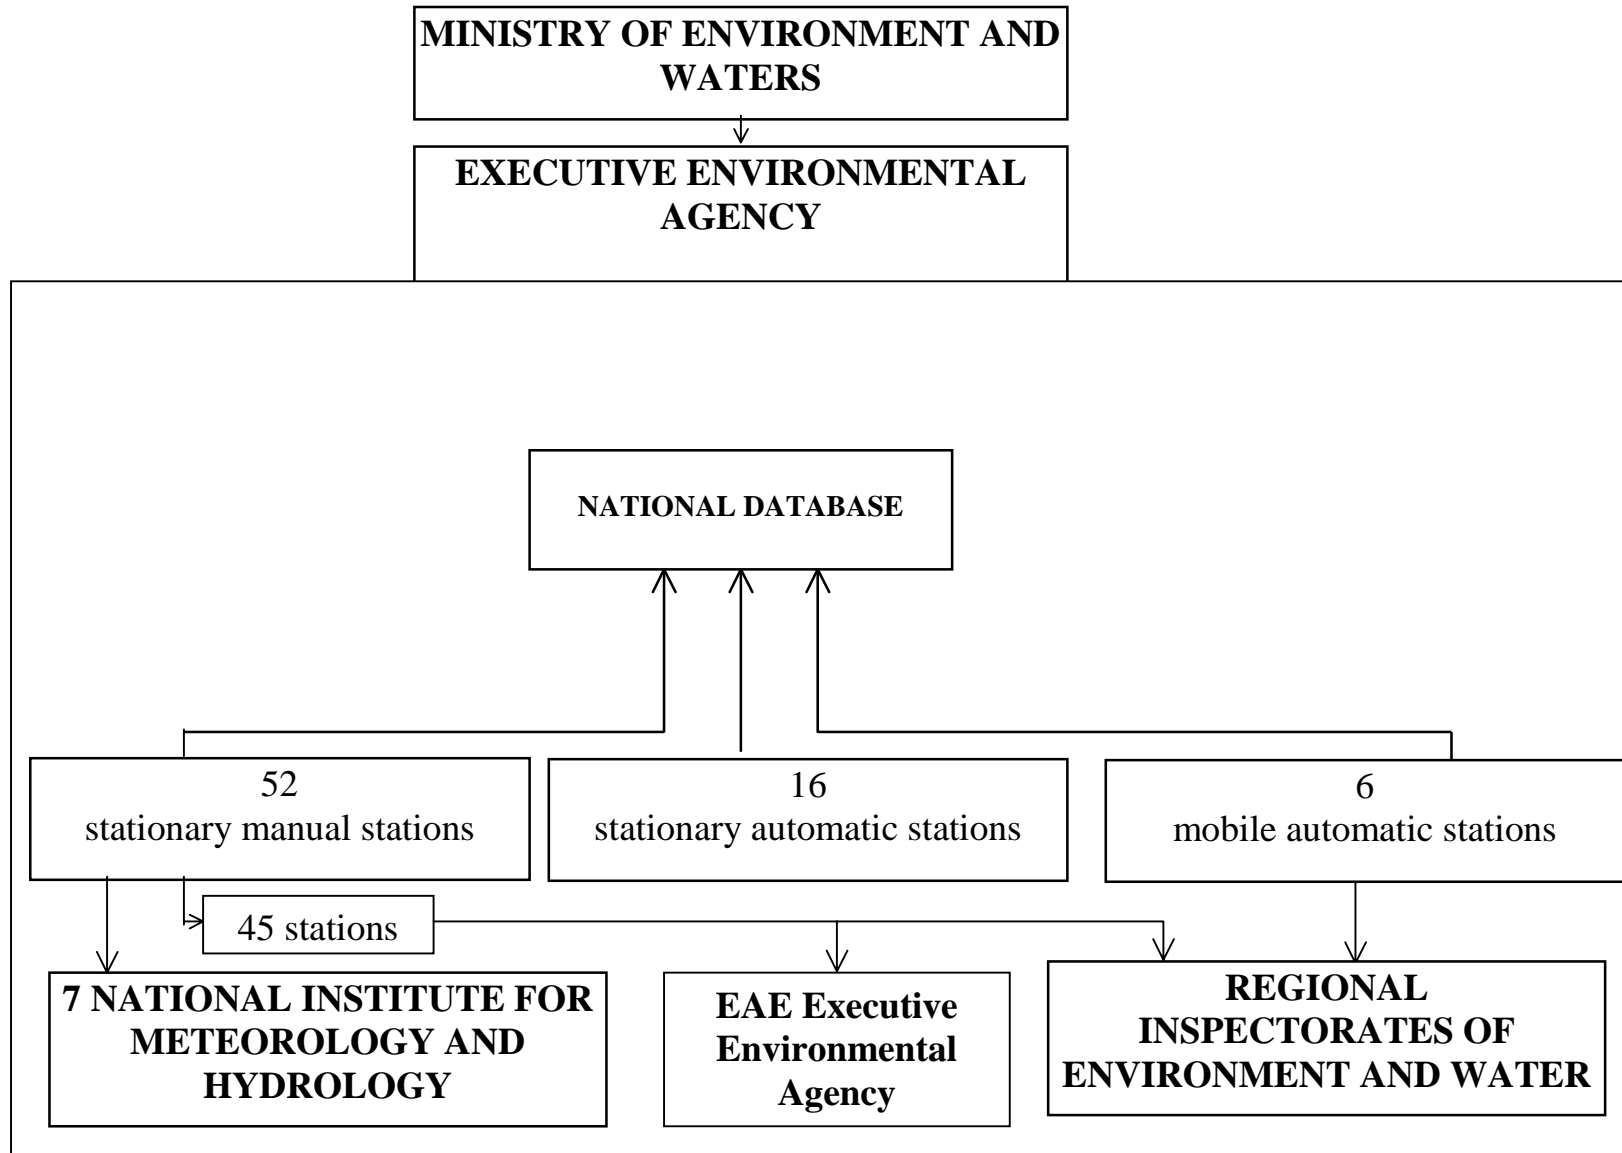 MINISTRY OF ENVIRONMENT AND
WATERS
EXECUTIVE ENVIRONMENTAL
AGENCY
NATIONAL DATABASE
52
stationary manual stations
16
stationary automatic stations
6
mobile automatic stations
45 stations
7 NATIONAL INSTITUTE FOR
METEOROLOGY AND
HYDROLOGY
EAE Executive
Environmental
Agency
REGIONAL
INSPECTORATES OF
ENVIRONMENT AND WATER